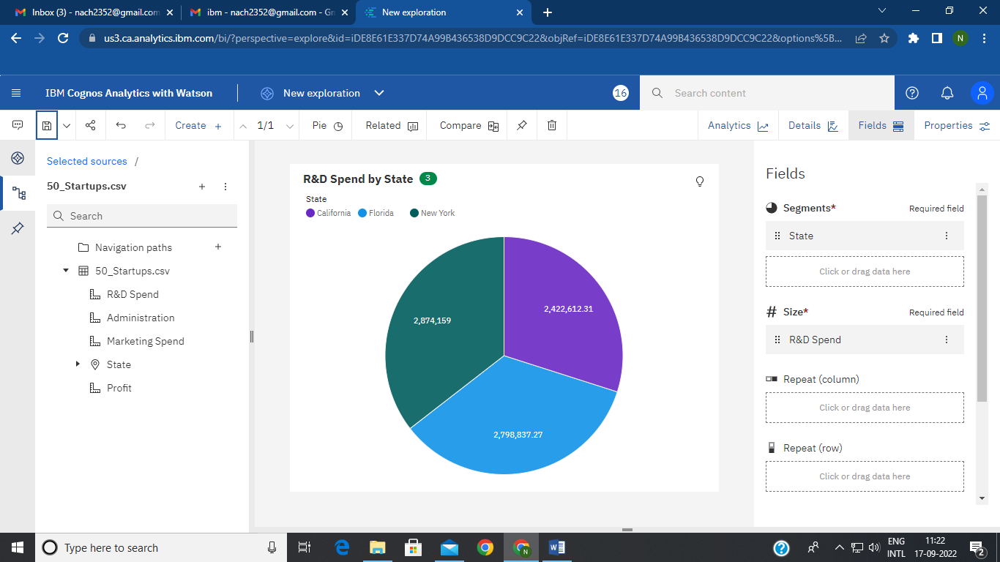 Inbox (3) - nach2352@gmail.com
ibm - nach2352@gmail.com - Gm
New exploration
us3.ca.analytics.ibm.com/bi/?perspective=explore&id=iDE8E61E337D74A99B436538D9DCC9C22&objRef=iDE8E61E337D74A99B436538D9DCC9C22&options%5B...
N
IBM Cognos Analytics with Watson
New exploration
16
Search content
Create +
1/1
Pie
Related
Compare
Analytics
Details
Fields
Properties
Selected sources /
50_Startups.csv
Search
Navigation paths
50_Startups.csv
R&D Spend
Administration
Marketing Spend
State
Profit
R&D Spend by State 3
State
California Florida New York
2,422,612.31
2,874,159
2,798,837.27
Fields
Segments* Required field
State
Click or drag data here
# Size* Required field
R&D Spend
Repeat (column)
Click or drag data here
Repeat (row)
Click or drag data here
Type here to search
N
ENG
INTL
11:22
17-09-2022
2